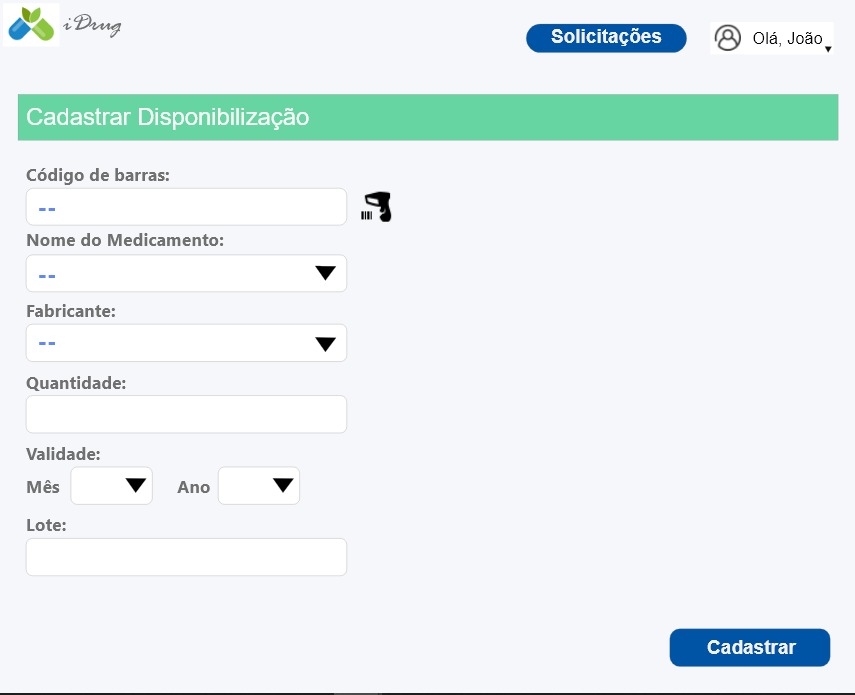 iDrug
Solicitações
Olá, João
Cadastrar Disponibilização
Código de barras:
--
Nome do Medicamento:
--
Fabricante:
--
Quantidade:
Validade:
Mês Ano
Lote:
Cadastrar